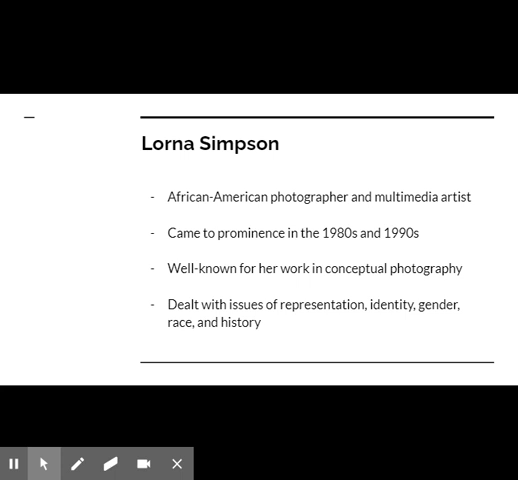 Lorna Simpson
- African-American photographer and multimedia artist
- Came to prominence in the 1980s and 1990s
- Well-known for her work in conceptual photography
- Dealt with issues of representation, identity, gender,
race, and history